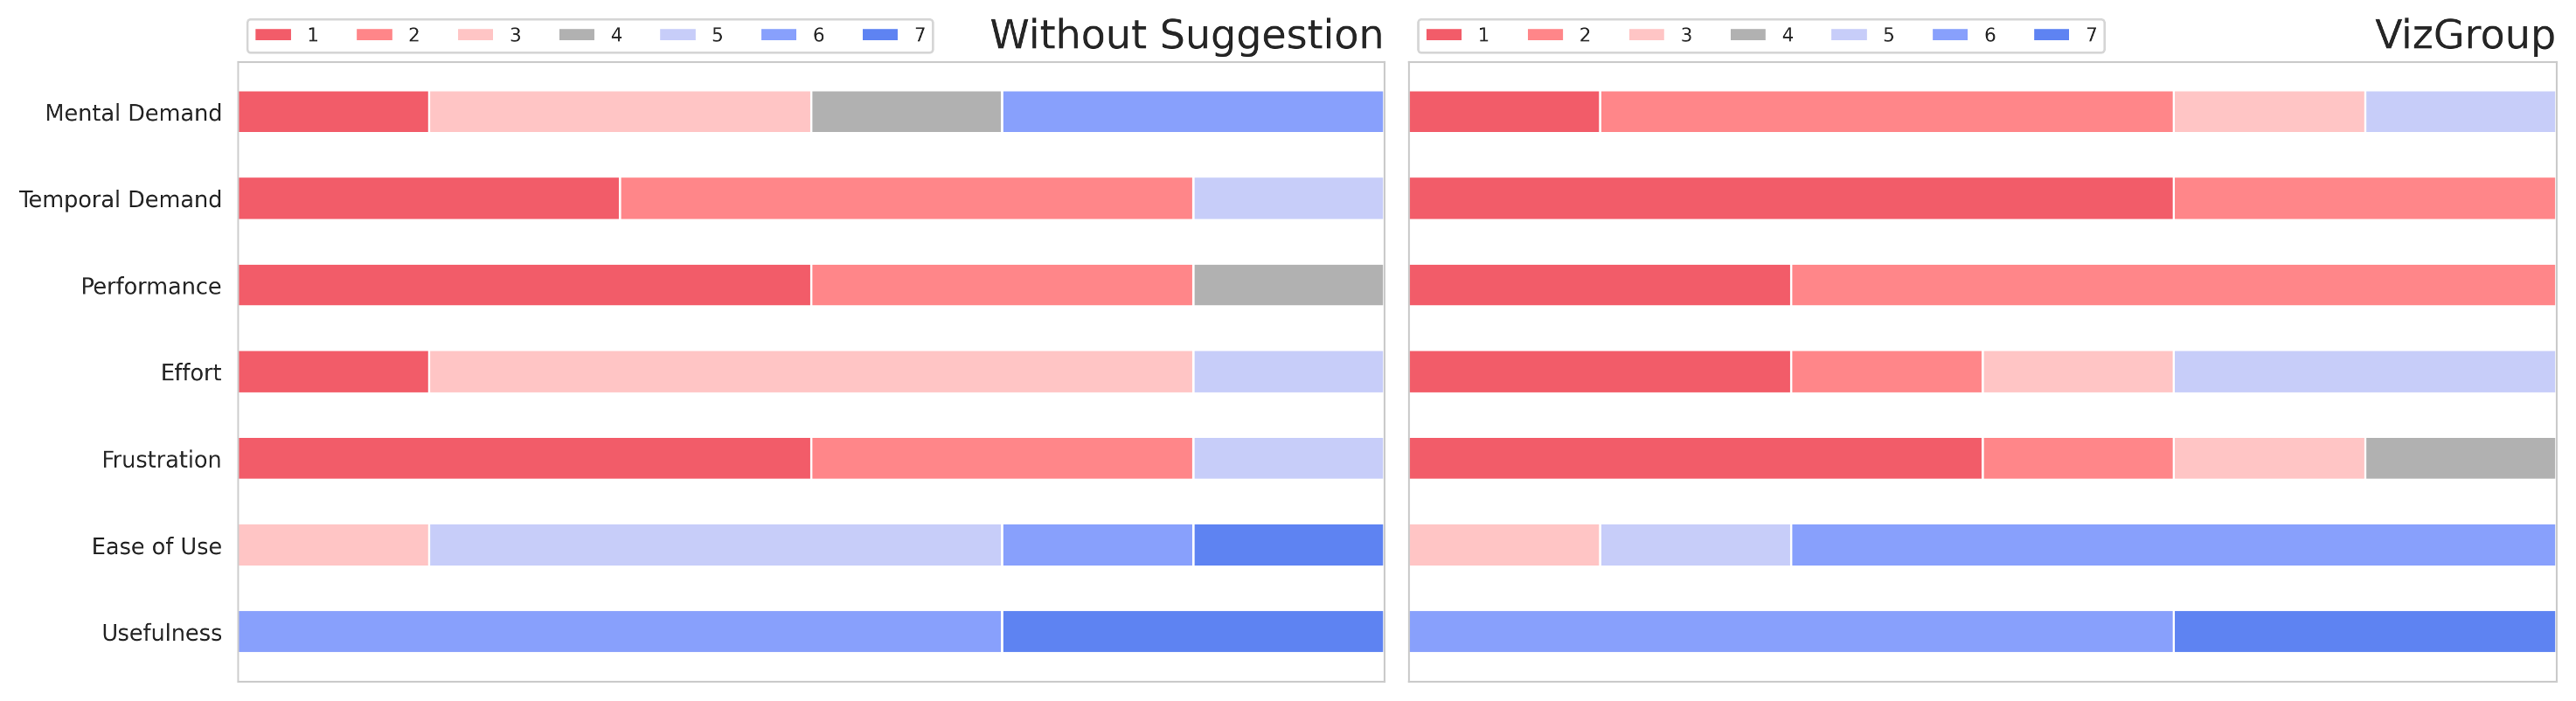 1 2 3 4 5 6 7 Without Suggestion
1 2 3 4 5 6 7 VizGroup
Mental Demand
Temporal Demand
Performance
Effort
Frustration
Ease of Use
Usefulness